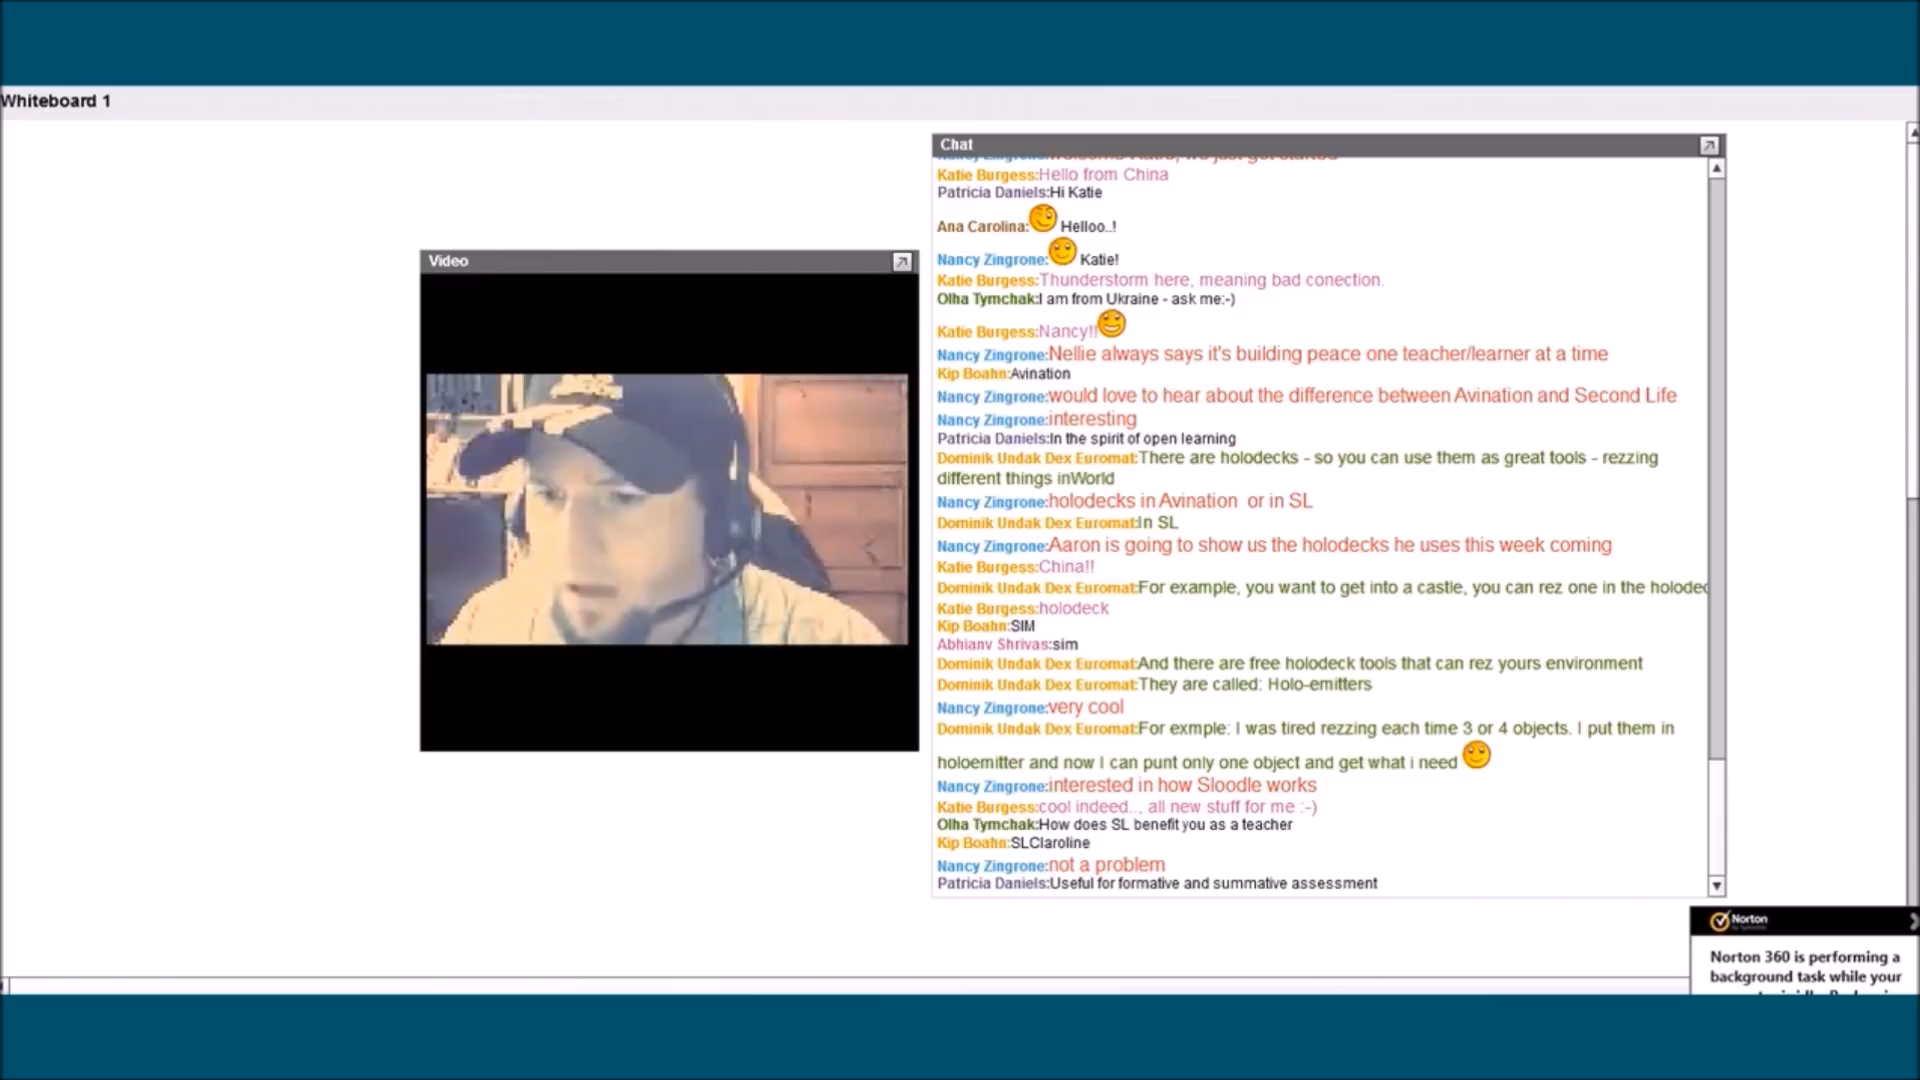 Whiteboard 1
Video
Chat
Nancy Zingrone:welcome Katie, we just got started
Katie Burgess:Hello from China
Patricia Daniels:Hi Katie
Ana Carolina: Helloo..!
Nancy Zingrone: Katie!
Katie Burgess:Thunderstorm here, meaning bad conection.
Olha Tymchak:I am from Ukraine - ask me:-)
Katie Burgess:Nancy!!
Nancy Zingrone:Nellie always says it's building peace one teacher/learner at a time
Kip Boahn:Avination
Nancy Zingrone:would love to hear about the difference between Avination and Second Life
Nancy Zingrone:interesting
Patricia Daniels:In the spirit of open learning
Dominik Undak Dex Euromat:There are holodecks - so you can use them as great tools - rezzing
different things inWorld
Nancy Zingrone:holodecks in Avination or in SL
Dominik Undak Dex Euromat:In SL
Nancy Zingrone:Aaron is going to show us the holodecks he uses this week coming
Katie Burgess:China!!
Dominik Undak Dex Euromat:For example, you want to get into a castle, you can rez one in the holodec
Katie Burgess:holodeck
Kip Boahn:SIM
Abhianv Shrivas:sim
Dominik Undak Dex Euromat:And there are free holodeck tools that can rez yours environment
Dominik Undak Dex Euromat:They are called: Holo-emitters
Nancy Zingrone:very cool
Dominik Undak Dex Euromat:For exmple: I was tired rezzing each time 3 or 4 objects. I put them in
holoemitter and now I can punt only one object and get what i need
Nancy Zingrone:interested in how Sloodle works
Katie Burgess:cool indeed..., all new stuff for me :-)
Olha Tymchak:How does SL benefit you as a teacher
Kip Boahn:SLClaroline
Nancy Zingrone:not a problem
Patricia Daniels:Useful for formative and summative assessment
Norton
Norton 360 is performing a
background task while your